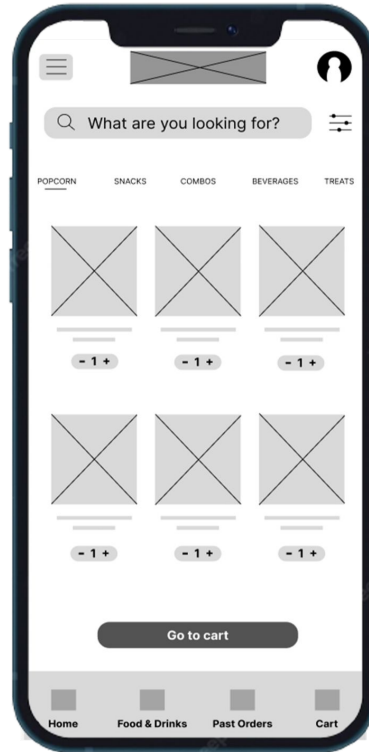 What are you looking for?
POPCORN SNACKS COMBOS BEVERAGES TREATS
- 1 + - 1 + - 1 +
- 1 + - 1 + - 1 +
Go to cart
Home Food & Drinks Past Orders Cart